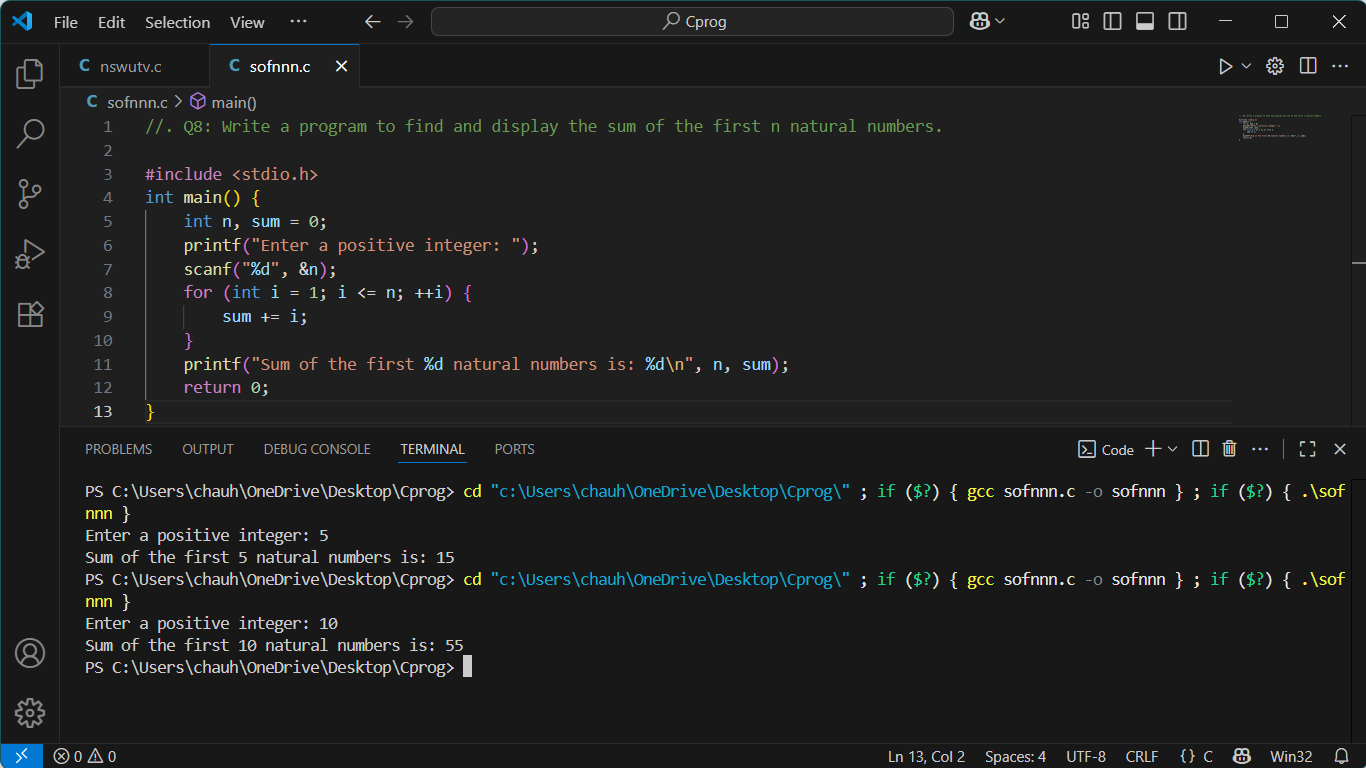 File Edit Selection View ··· Cprog
C nswutv.c C sofnnn.c
C sofnnn.c > main()
1 //. Q8: Write a program to find and display the sum of the first n natural numbers.
2
3 #include <stdio.h>
4 int main() {
5 int n, sum = 0;
6 printf("Enter a positive integer: ");
7 scanf("%d", &n);
8 for (int i = 1; i <= n; ++i) {
9 sum += i;
10 }
11 printf("Sum of the first %d natural numbers is: %d\n", n, sum);
12 return 0;
13 }
PROBLEMS OUTPUT DEBUG CONSOLE TERMINAL PORTS Code
PS C:\Users\chauh\OneDrive\Desktop\Cprog> cd "c:\Users\chauh\OneDrive\Desktop\Cprog\" ; if ($?) { gcc sofnnn.c -o sofnnn } ; if ($?) { .\sof
nnn }
Enter a positive integer: 5
Sum of the first 5 natural numbers is: 15
PS C:\Users\chauh\OneDrive\Desktop\Cprog> cd "c:\Users\chauh\OneDrive\Desktop\Cprog\" ; if ($?) { gcc sofnnn.c -o sofnnn } ; if ($?) { .\sof
nnn }
Enter a positive integer: 10
Sum of the first 10 natural numbers is: 55
PS C:\Users\chauh\OneDrive\Desktop\Cprog>
0 0 Ln 13, Col 2 Spaces: 4 UTF-8 CRLF {} C Win32